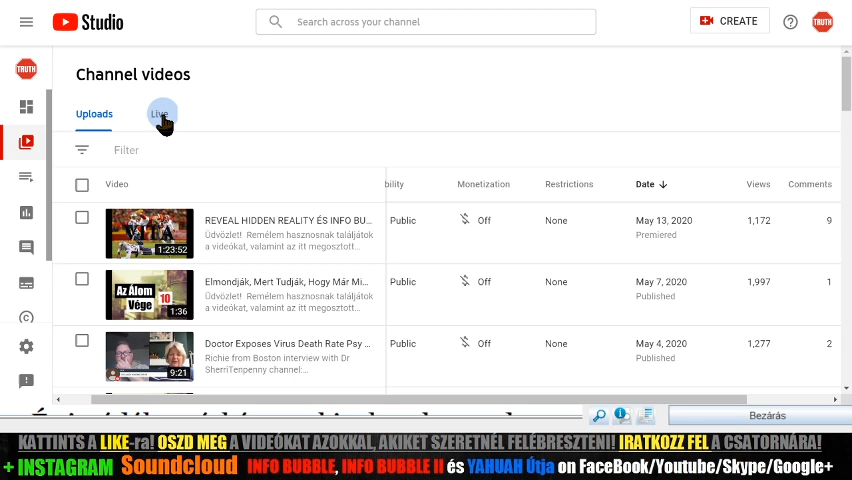 Studio
Search across your channel
CREATE
TRUTH
TRUTH
Channel videos
Uploads
Live
Filter
Video
bility
Monetization
Restrictions
Date
Views
Comments
1:23:52
REVEAL HIDDEN REALITY ÉS INFO BU...
Üdvözlet! Remélem hasznosnak találjátok
a videókat, valamint az itt megosztott...
Public
Off
None
May 13, 2020
Premiered
1,172
9
Az Álom
Vége
10
1:36
Elmondják, Mert Tudják, Hogy Már Mi...
Üdvözlet! Remélem hasznosnak találjátok
a videókat, valamint az itt megosztott...
Public
Off
None
May 7, 2020
Published
1,997
1
9:21
Doctor Exposes Virus Death Rate Psy ...
Richie from Boston interview with Dr
SherriTenpenny channel:...
Public
Off
None
May 4, 2020
Published
1,277
2
Bezárás
KATTINTS A LIKE-ra! OSZD MEG A VIDEÓKAT AZOKKAL, AKIKET SZERETNÉL FELÉBRESZTENI! IRATKOZZ FEL A CSATORNÁRA!
+ INSTAGRAM Soundcloud INFO BUBBLE, INFO BUBBLE II és YAHUAH Útja on FaceBook/Youtube/Skype/Google+